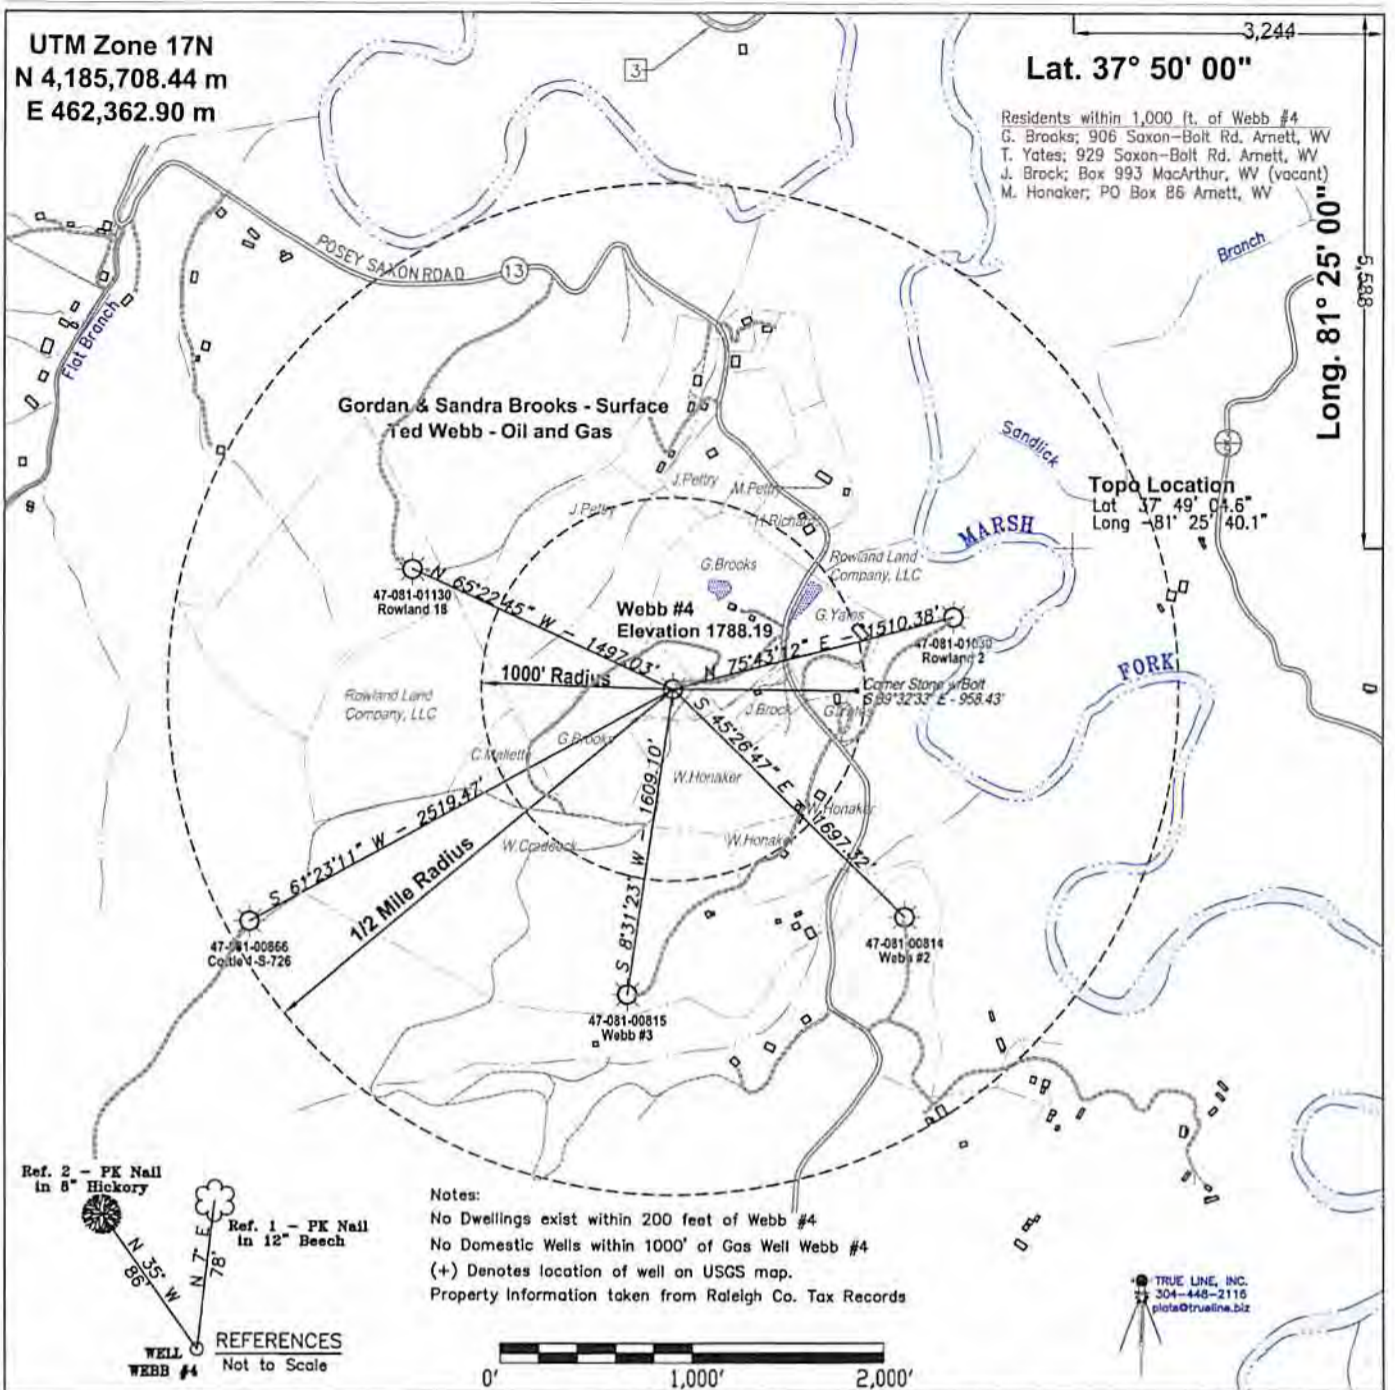 UTM Zone 17N
N 4,185,708.44 m
E 462,362.90 m
3
3,244
Lat. 37° 50' 00"
Residents within 1,000 ft. of Webb #4
G. Brooks; 906 Saxon-Bolt Rd. Arnett, WV
T. Yates; 929 Saxon-Bolt Rd. Arnett, WV
J. Brock; Box 993 MacArthur, WV (vacant)
M. Honaker; PO Box 86 Arnett, WV
Long. 81° 25' 00"
5,588
Branch
POSEY SAXON ROAD
13
Flat Branch
Gordan & Sandra Brooks - Surface
Ted Webb - Oil and Gas
Sandlick
Topo Location
Lat 37° 49' 04.6"
Long -81° 25' 40.1"
MARSH
FORK
J.Pettry
M.Pettry
J.Pettry
H.Richard
G.Brooks
Rowland Land
Company, LLC
G.Yates
47-081-01130
Rowland 18
N 65°22'45" W - 1497.03'
Webb #4
Elevation 1788.19
N 75°43'12" E - 1510.38'
Rowland 2
1000' Radius
Corner Stone w/Bolt
S 89°32'33" E - 958.43'
Rowland Land
Company, LLC
J.Brock
G.Yates
C.Mallette
G.Brooks
W.Honaker
S 45°26'47" E - 1697.32'
W.Honaker
W.Honaker
W.Craddock
S 61°23'11" W - 2519.47'
1/2 Mile Radius
S 8°31'23" W - 1609.10'
47-081-00866
1-S-726
47-081-00814
Webb #2
47-081-00815
Webb #3
Ref. 2 - PK Nail
in 8" Hickory
Ref. 1 - PK Nail
in 12" Beech
N 35° W
86'
N 7° E
78'
WELL
WEBB #4
REFERENCES
Not to Scale
Notes:
No Dwellings exist within 200 feet of Webb #4
No Domestic Wells within 1000' of Gas Well Webb #4
(+) Denotes location of well on USGS map.
Property Information taken from Raleigh Co. Tax Records
0'
1,000'
2,000'
TRUE LINE, INC.
304-448-2116
plats@trueline.biz